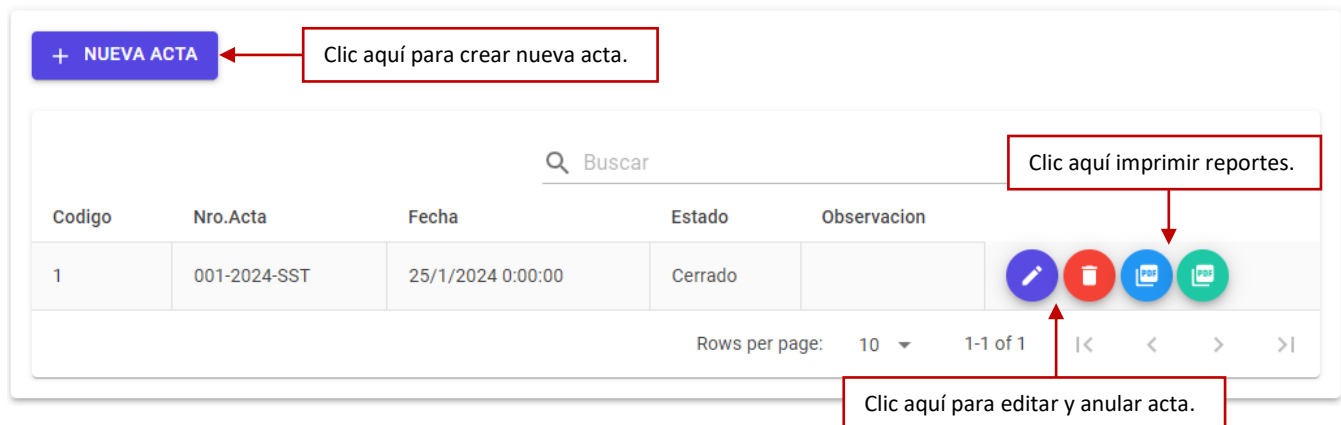 + NUEVA ACTA
Clic aquí para crear nueva acta.
Buscar
Clic aquí imprimir reportes.
Codigo Nro.Acta Fecha Estado Observacion
1 001-2024-SST 25/1/2024 0:00:00 Cerrado PDF PDF
Rows per page: 10 1-1 of 1
Clic aquí para editar y anular acta.